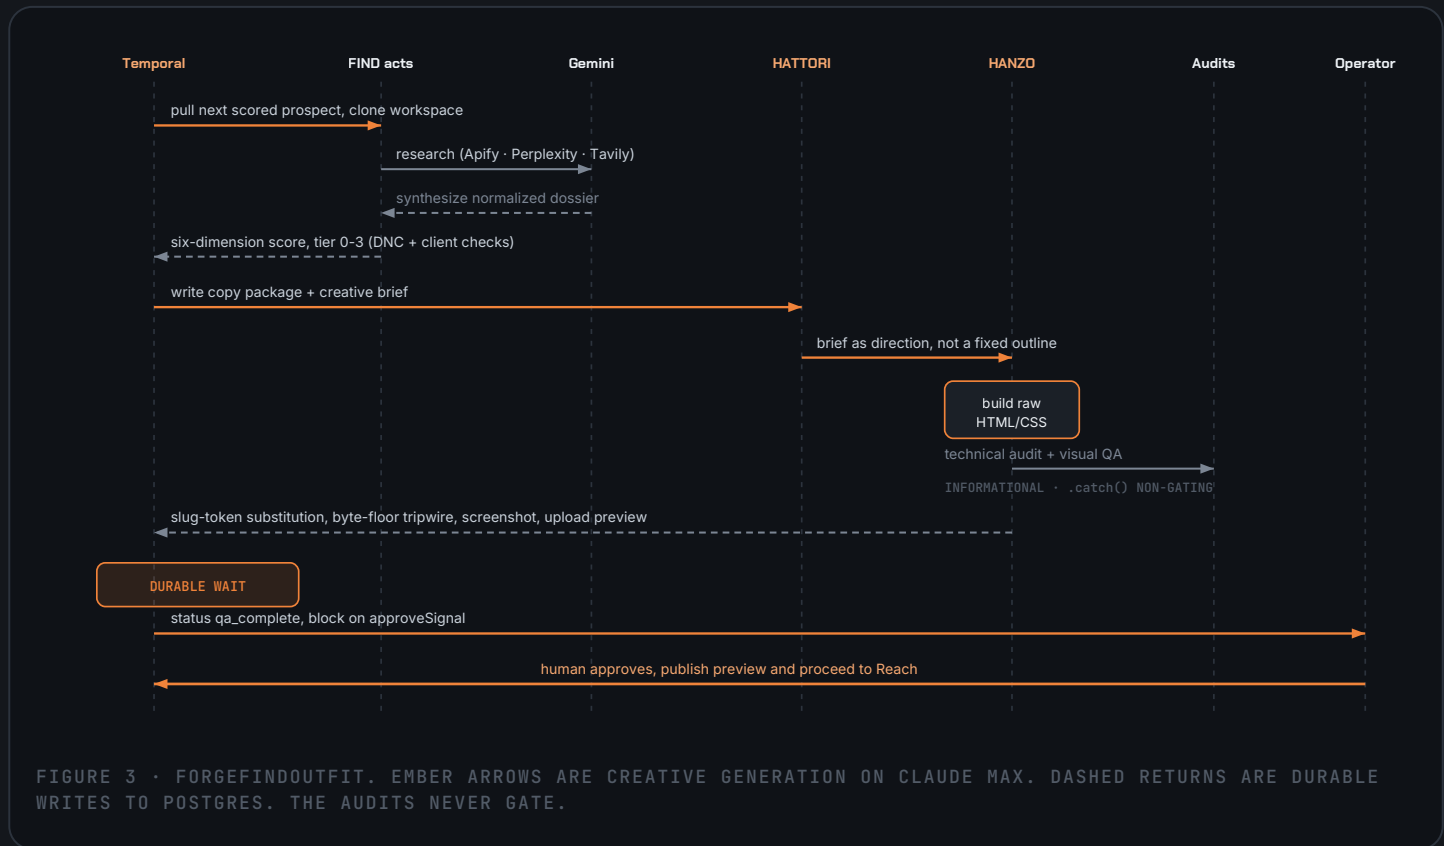 Temporal
FIND acts
Gemini
HATTORI
HANZO
Audits
Operator
pull next scored prospect, clone workspace
research (Apify · Perplexity · Tavily)
synthesize normalized dossier
six-dimension score, tier 0-3 (DNC + client checks)
write copy package + creative brief
brief as direction, not a fixed outline
build raw
HTML/CSS
technical audit + visual QA
INFORMATIONAL · .catch() NON-GATING
slug-token substitution, byte-floor tripwire, screenshot, upload preview
DURABLE WAIT
status qa_complete, block on approveSignal
human approves, publish preview and proceed to Reach
FIGURE 3 · FORGEFINDOUTFIT. EMBER ARROWS ARE CREATIVE GENERATION ON CLAUDE MAX. DASHED RETURNS ARE DURABLE
WRITES TO POSTGRES. THE AUDITS NEVER GATE.